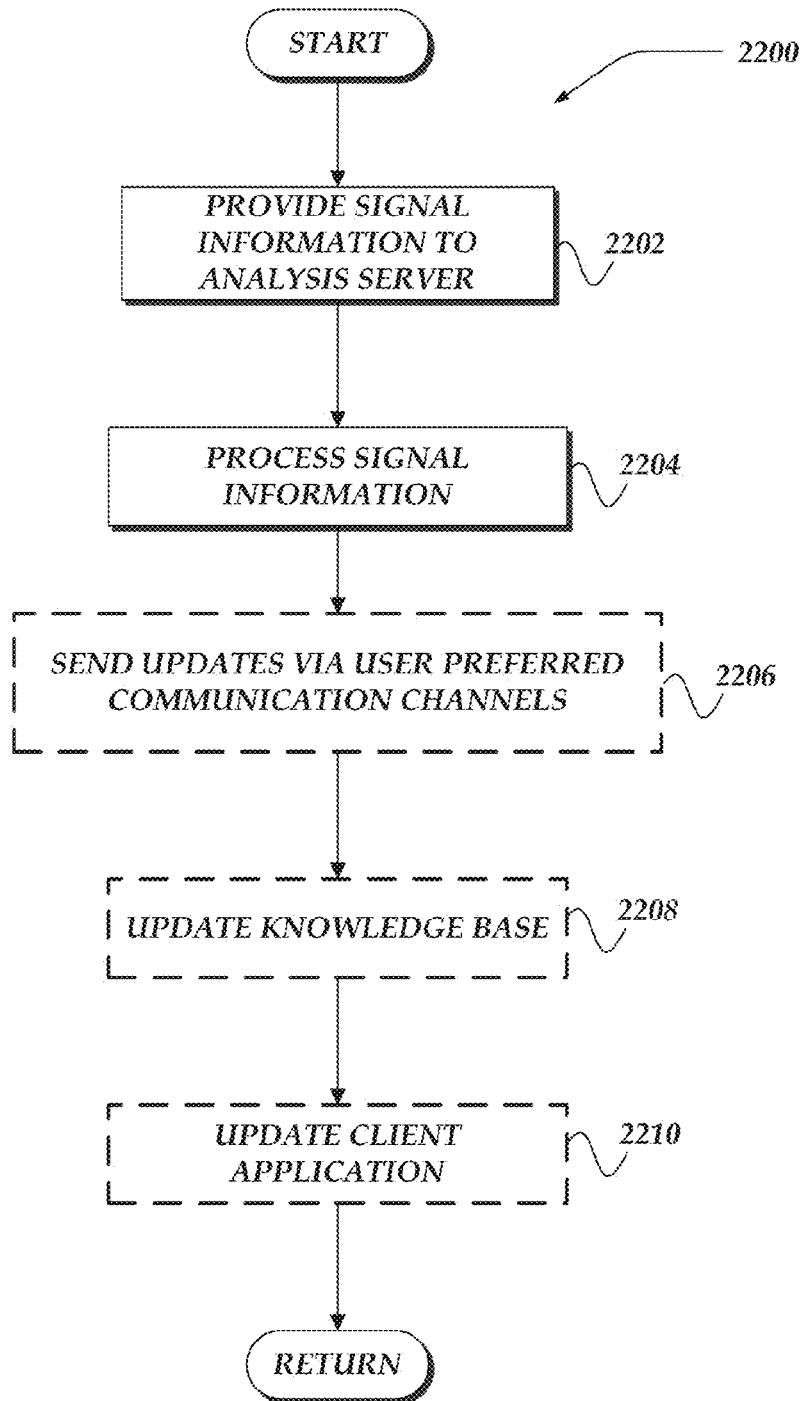 START
2200
PROVIDE SIGNAL
INFORMATION TO
ANALYSIS SERVER
2202
PROCESS SIGNAL
INFORMATION
2204
SEND UPDATES VIA USER PREFERRED
COMMUNICATION CHANNELS
2206
UPDATE KNOWLEDGE BASE
2208
UPDATE CLIENT
APPLICATION
2210
RETURN